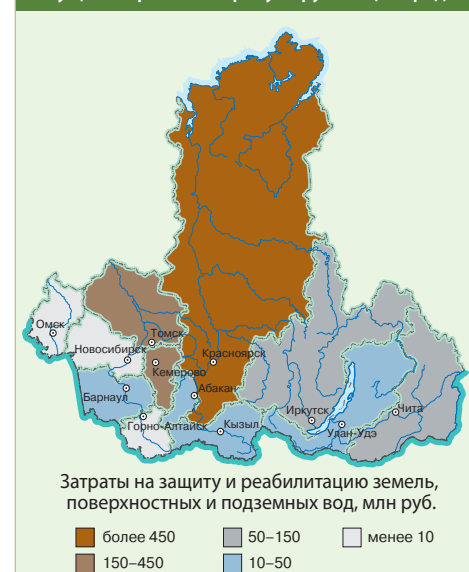 Омск
Томск
Новосибирск
Красноярск
Кемерово
Абакан
Барнаул
Иркутск
Чита
Горно-Алтайск
Кызыл
Улан-Удэ
Затраты на защиту и реабилитацию земель,
поверхностных и подземных вод, млн руб.
более 450
50–150
менее 10
150–450
10–50